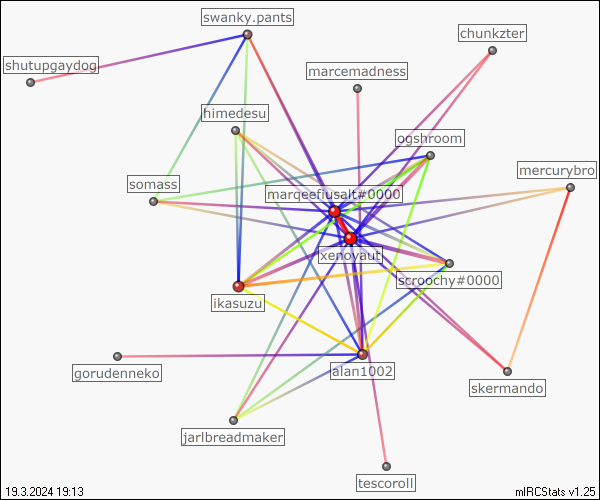 swanky.pants
chunkzter
shutupgaydog
marcemadness
himedesu
ogshroom
mercurybro
somass
marqeefiusalt#0000
xenoyaut
scroochy#0000
ikasuzu
alan1002
gorudenneko
skermando
jarlbreadmaker
tescoroll
19.3.2024 19:13
mIRCStats v1.25